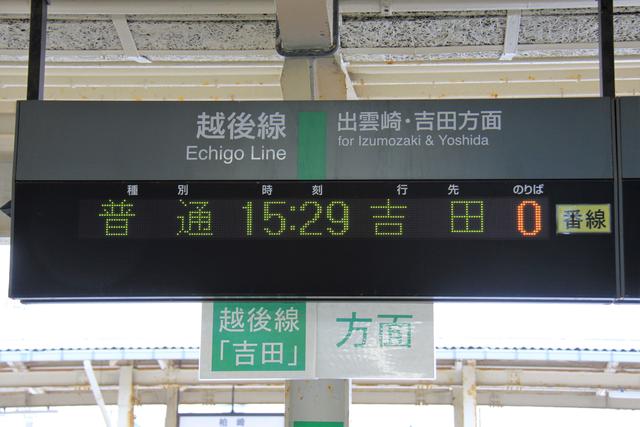 越後線
Echigo Line
出雲崎・吉田方面
for Izumozaki & Yoshida
種別 時刻 行先 のりば
普通 15:29 吉田 0 番線
越後線
「吉田」
方面
柏崎